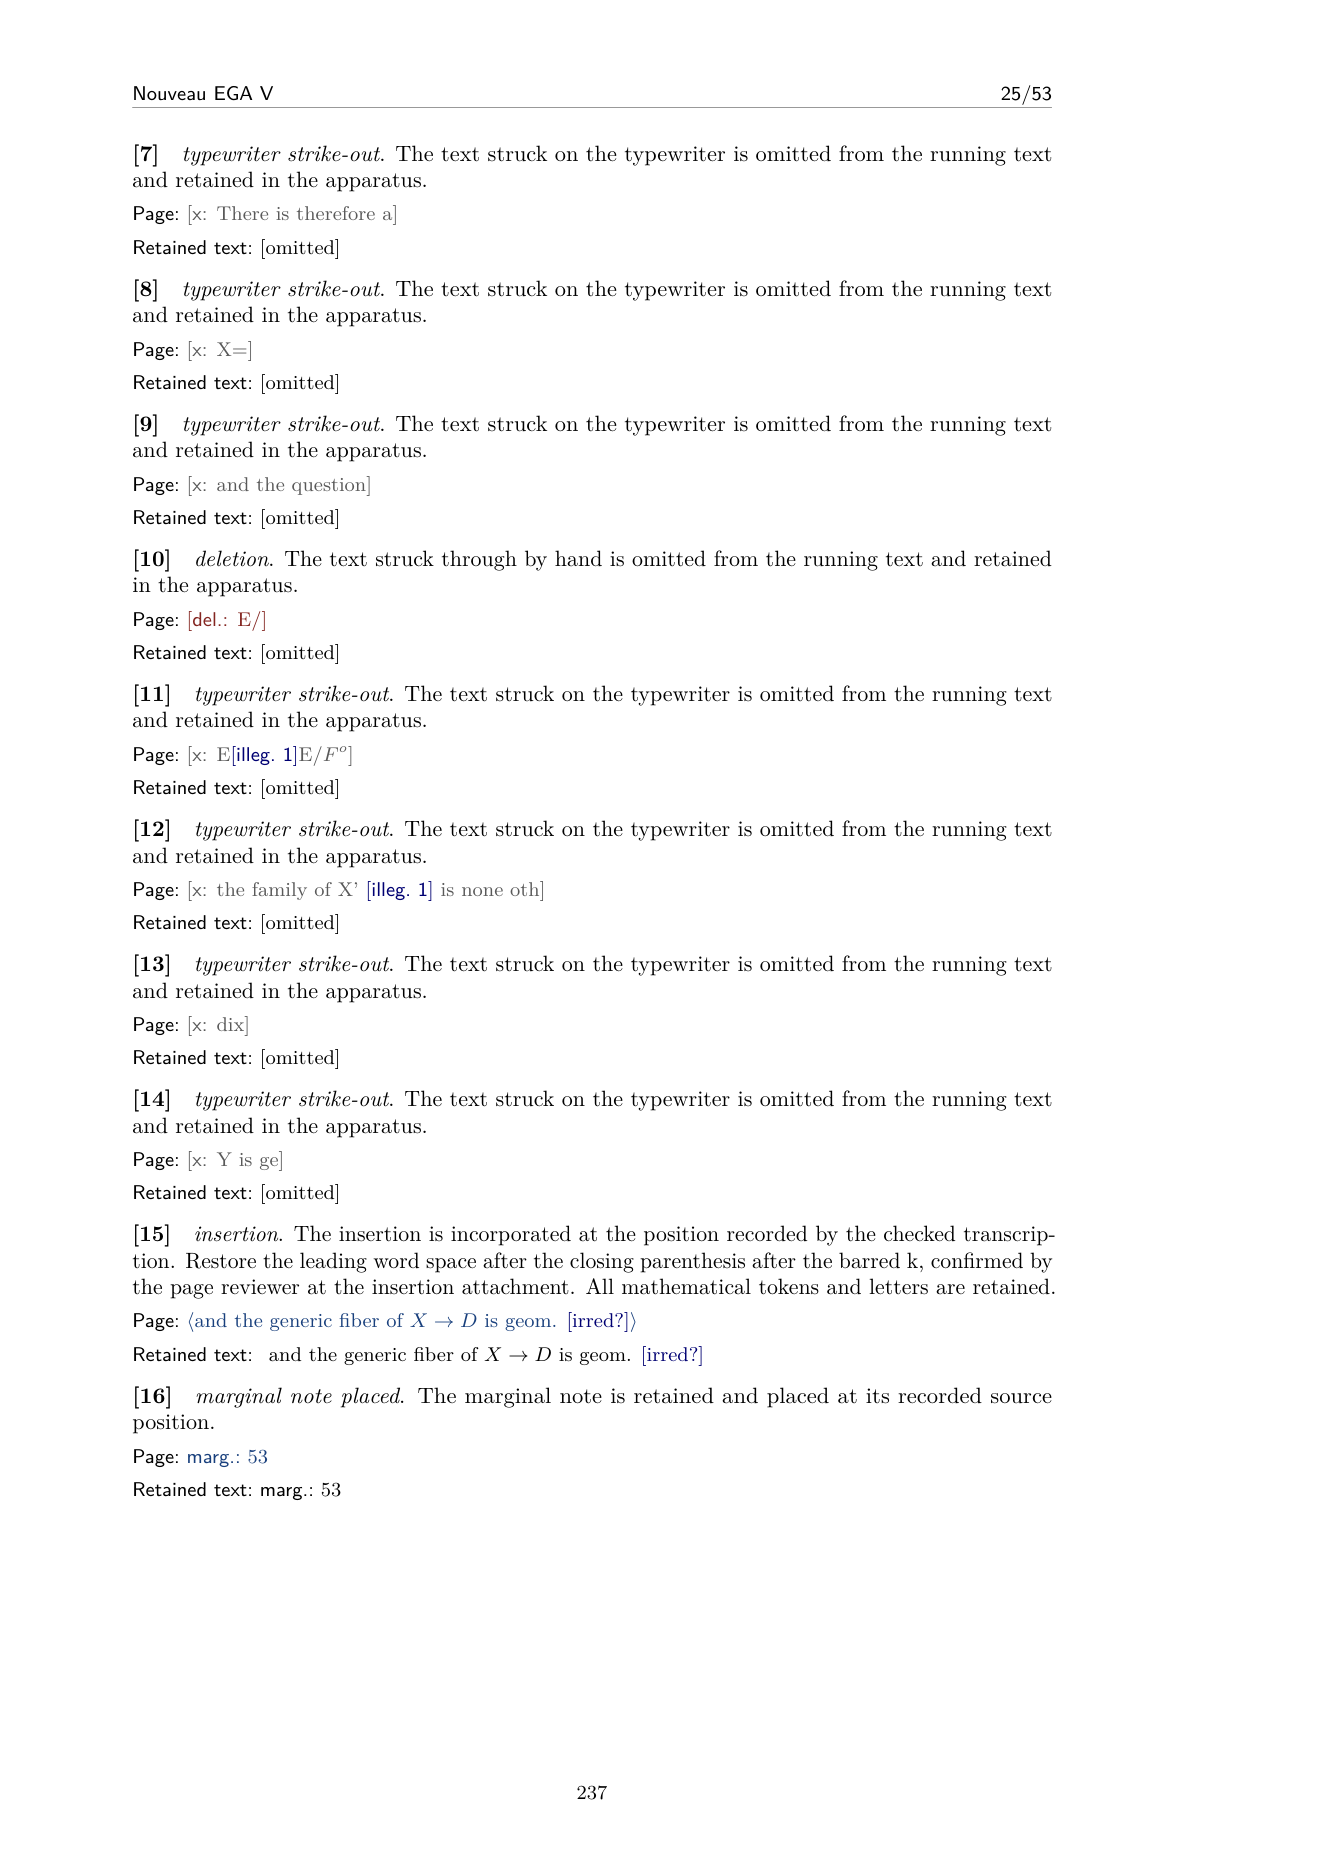 Nouveau EGA V 25/53
[7] typewriter strike-out. The text struck on the typewriter is omitted from the running text
and retained in the apparatus.
Page: [x: There is therefore a]
Retained text: [omitted]
[8] typewriter strike-out. The text struck on the typewriter is omitted from the running text
and retained in the apparatus.
Page: [x: X=]
Retained text: [omitted]
[9] typewriter strike-out. The text struck on the typewriter is omitted from the running text
and retained in the apparatus.
Page: [x: and the question]
Retained text: [omitted]
[10] deletion. The text struck through by hand is omitted from the running text and retained
in the apparatus.
Page: [del.: E/]
Retained text: [omitted]
[11] typewriter strike-out. The text struck on the typewriter is omitted from the running text
and retained in the apparatus.
Page: [x: E[illeg. 1]E/Fᵒ]
Retained text: [omitted]
[12] typewriter strike-out. The text struck on the typewriter is omitted from the running text
and retained in the apparatus.
Page: [x: the family of X’ [illeg. 1] is none oth]
Retained text: [omitted]
[13] typewriter strike-out. The text struck on the typewriter is omitted from the running text
and retained in the apparatus.
Page: [x: dix]
Retained text: [omitted]
[14] typewriter strike-out. The text struck on the typewriter is omitted from the running text
and retained in the apparatus.
Page: [x: Y is ge]
Retained text: [omitted]
[15] insertion. The insertion is incorporated at the position recorded by the checked transcrip-
tion. Restore the leading word space after the closing parenthesis after the barred k, confirmed by
the page reviewer at the insertion attachment. All mathematical tokens and letters are retained.
Page: ⟨and the generic fiber of X → D is geom. [irred?]⟩
Retained text: and the generic fiber of X → D is geom. [irred?]
[16] marginal note placed. The marginal note is retained and placed at its recorded source
position.
Page: marg.: 53
Retained text: marg.: 53
237